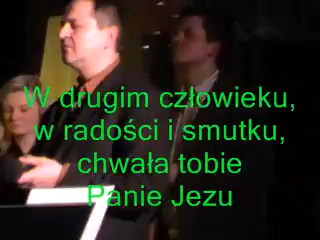 W drugim człowieku,
w radości i smutku,
chwała tobie
Panie Jezu